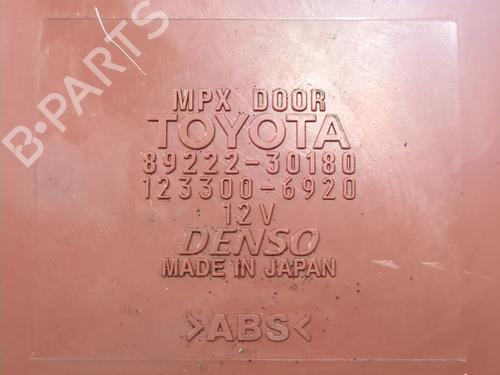 B-PARTS
MPX DOOR
TOYOTA
89222-30180
123300-6920
12V
DENSO
MADE IN JAPAN
>ABS<